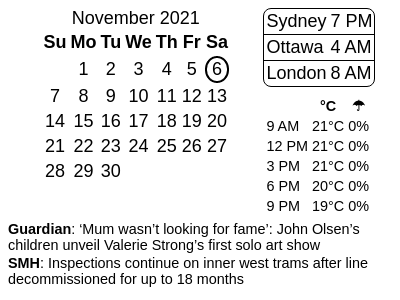 November 2021
Su Mo Tu We Th Fr Sa
1 2 3 4 5 6
7 8 9 10 11 12 13
14 15 16 17 18 19 20
21 22 23 24 25 26 27
28 29 30
Sydney 7 PM
Ottawa 4 AM
London 8 AM
°C ☂
9 AM 21°C 0%
12 PM 21°C 0%
3 PM 21°C 0%
6 PM 20°C 0%
9 PM 19°C 0%
Guardian: ‘Mum wasn’t looking for fame’: John Olsen’s
children unveil Valerie Strong’s first solo art show
SMH: Inspections continue on inner west trams after line
decommissioned for up to 18 months